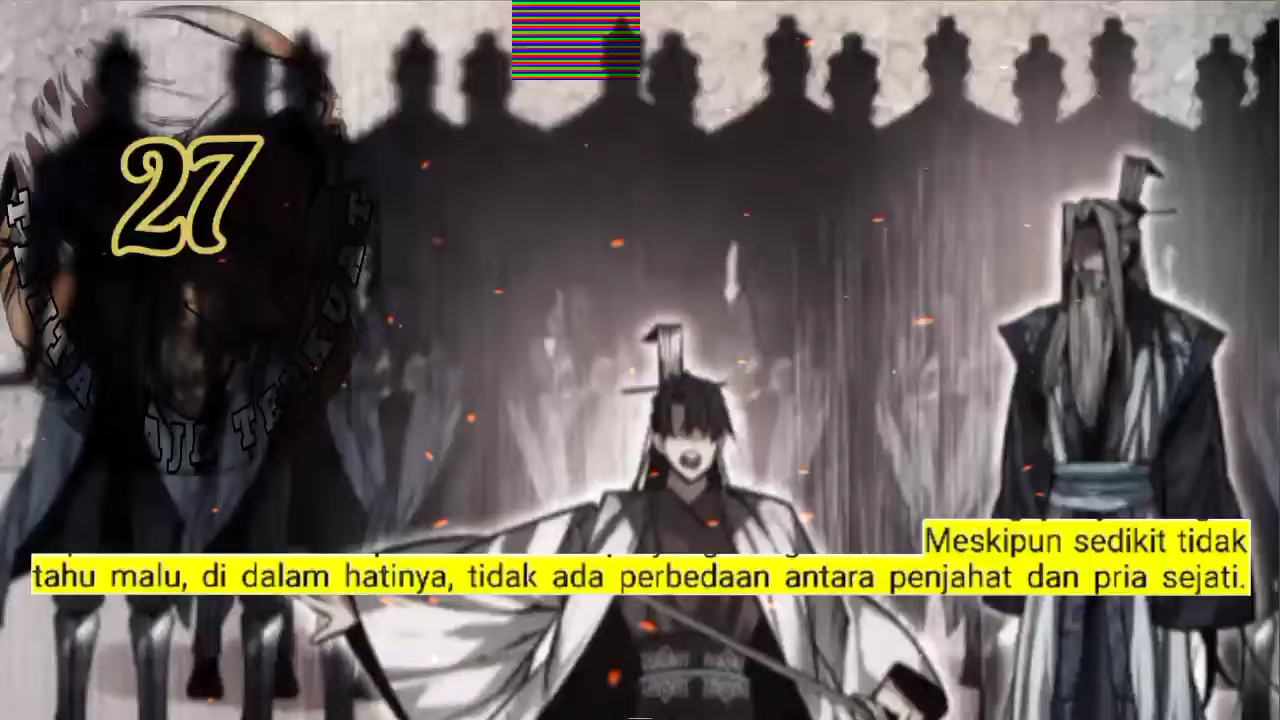 27
Meskipun sedikit tidak
tahu malu, di dalam hatinya, tidak ada perbedaan antara penjahat dan pria sejati.